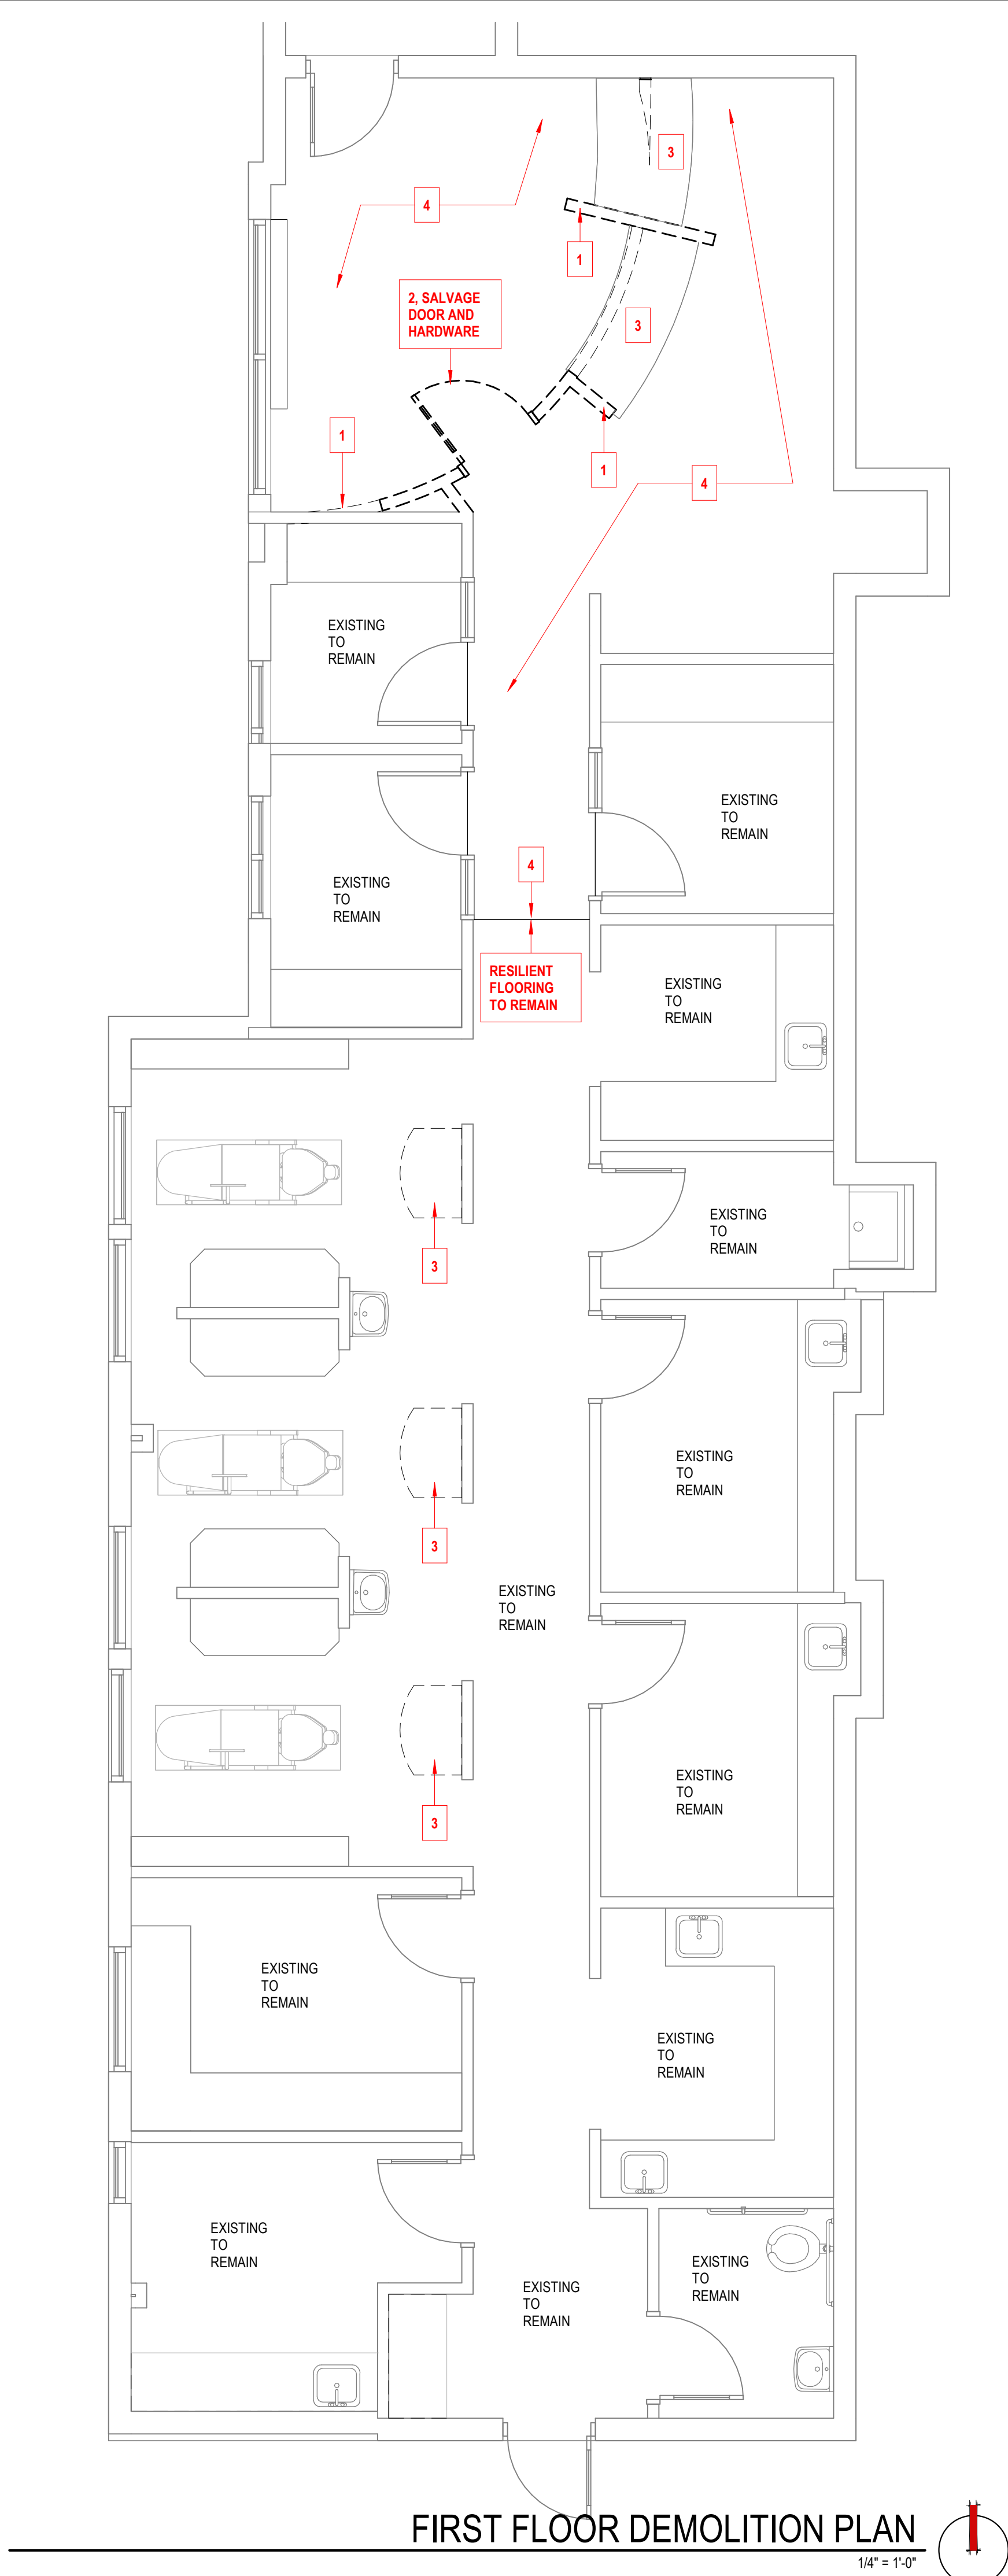 3
4
1
2, SALVAGE
DOOR AND
HARDWARE
3
1
1
4
EXISTING
TO
REMAIN
EXISTING
TO
REMAIN
4
EXISTING
TO
REMAIN
RESILIENT
FLOORING
TO REMAIN
EXISTING
TO
REMAIN
EXISTING
TO
REMAIN
3
EXISTING
TO
REMAIN
3
EXISTING
TO
REMAIN
EXISTING
TO
REMAIN
3
EXISTING
TO
REMAIN
EXISTING
TO
REMAIN
EXISTING
TO
REMAIN
EXISTING
TO
REMAIN
EXISTING
TO
REMAIN
FIRST FLOOR DEMOLITION PLAN
1/4" = 1'-0"